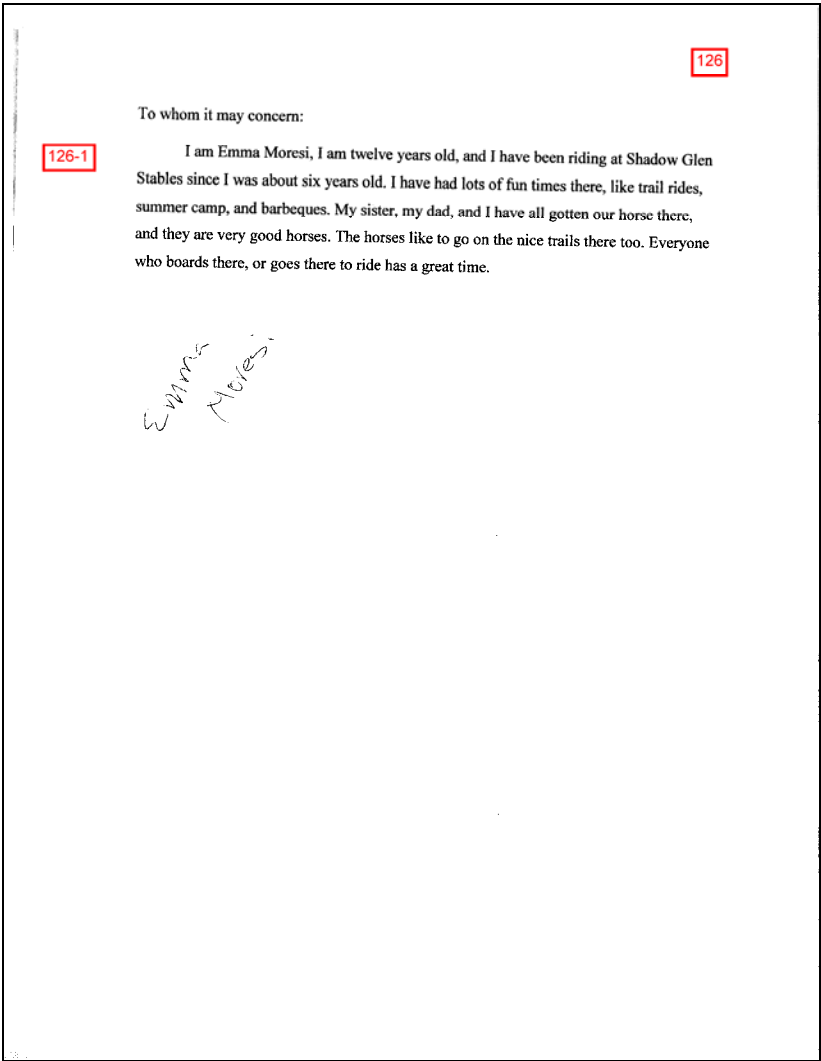 126
To whom it may concern:
126-1
I am Emma Moresi, I am twelve years old, and I have been riding at Shadow Glen
Stables since I was about six years old. I have had lots of fun times there, like trail rides,
summer camp, and barbeques. My sister, my dad, and I have all gotten our horse there,
and they are very good horses. The horses like to go on the nice trails there too. Everyone
who boards there, or goes there to ride has a great time.
Emma
Moresi